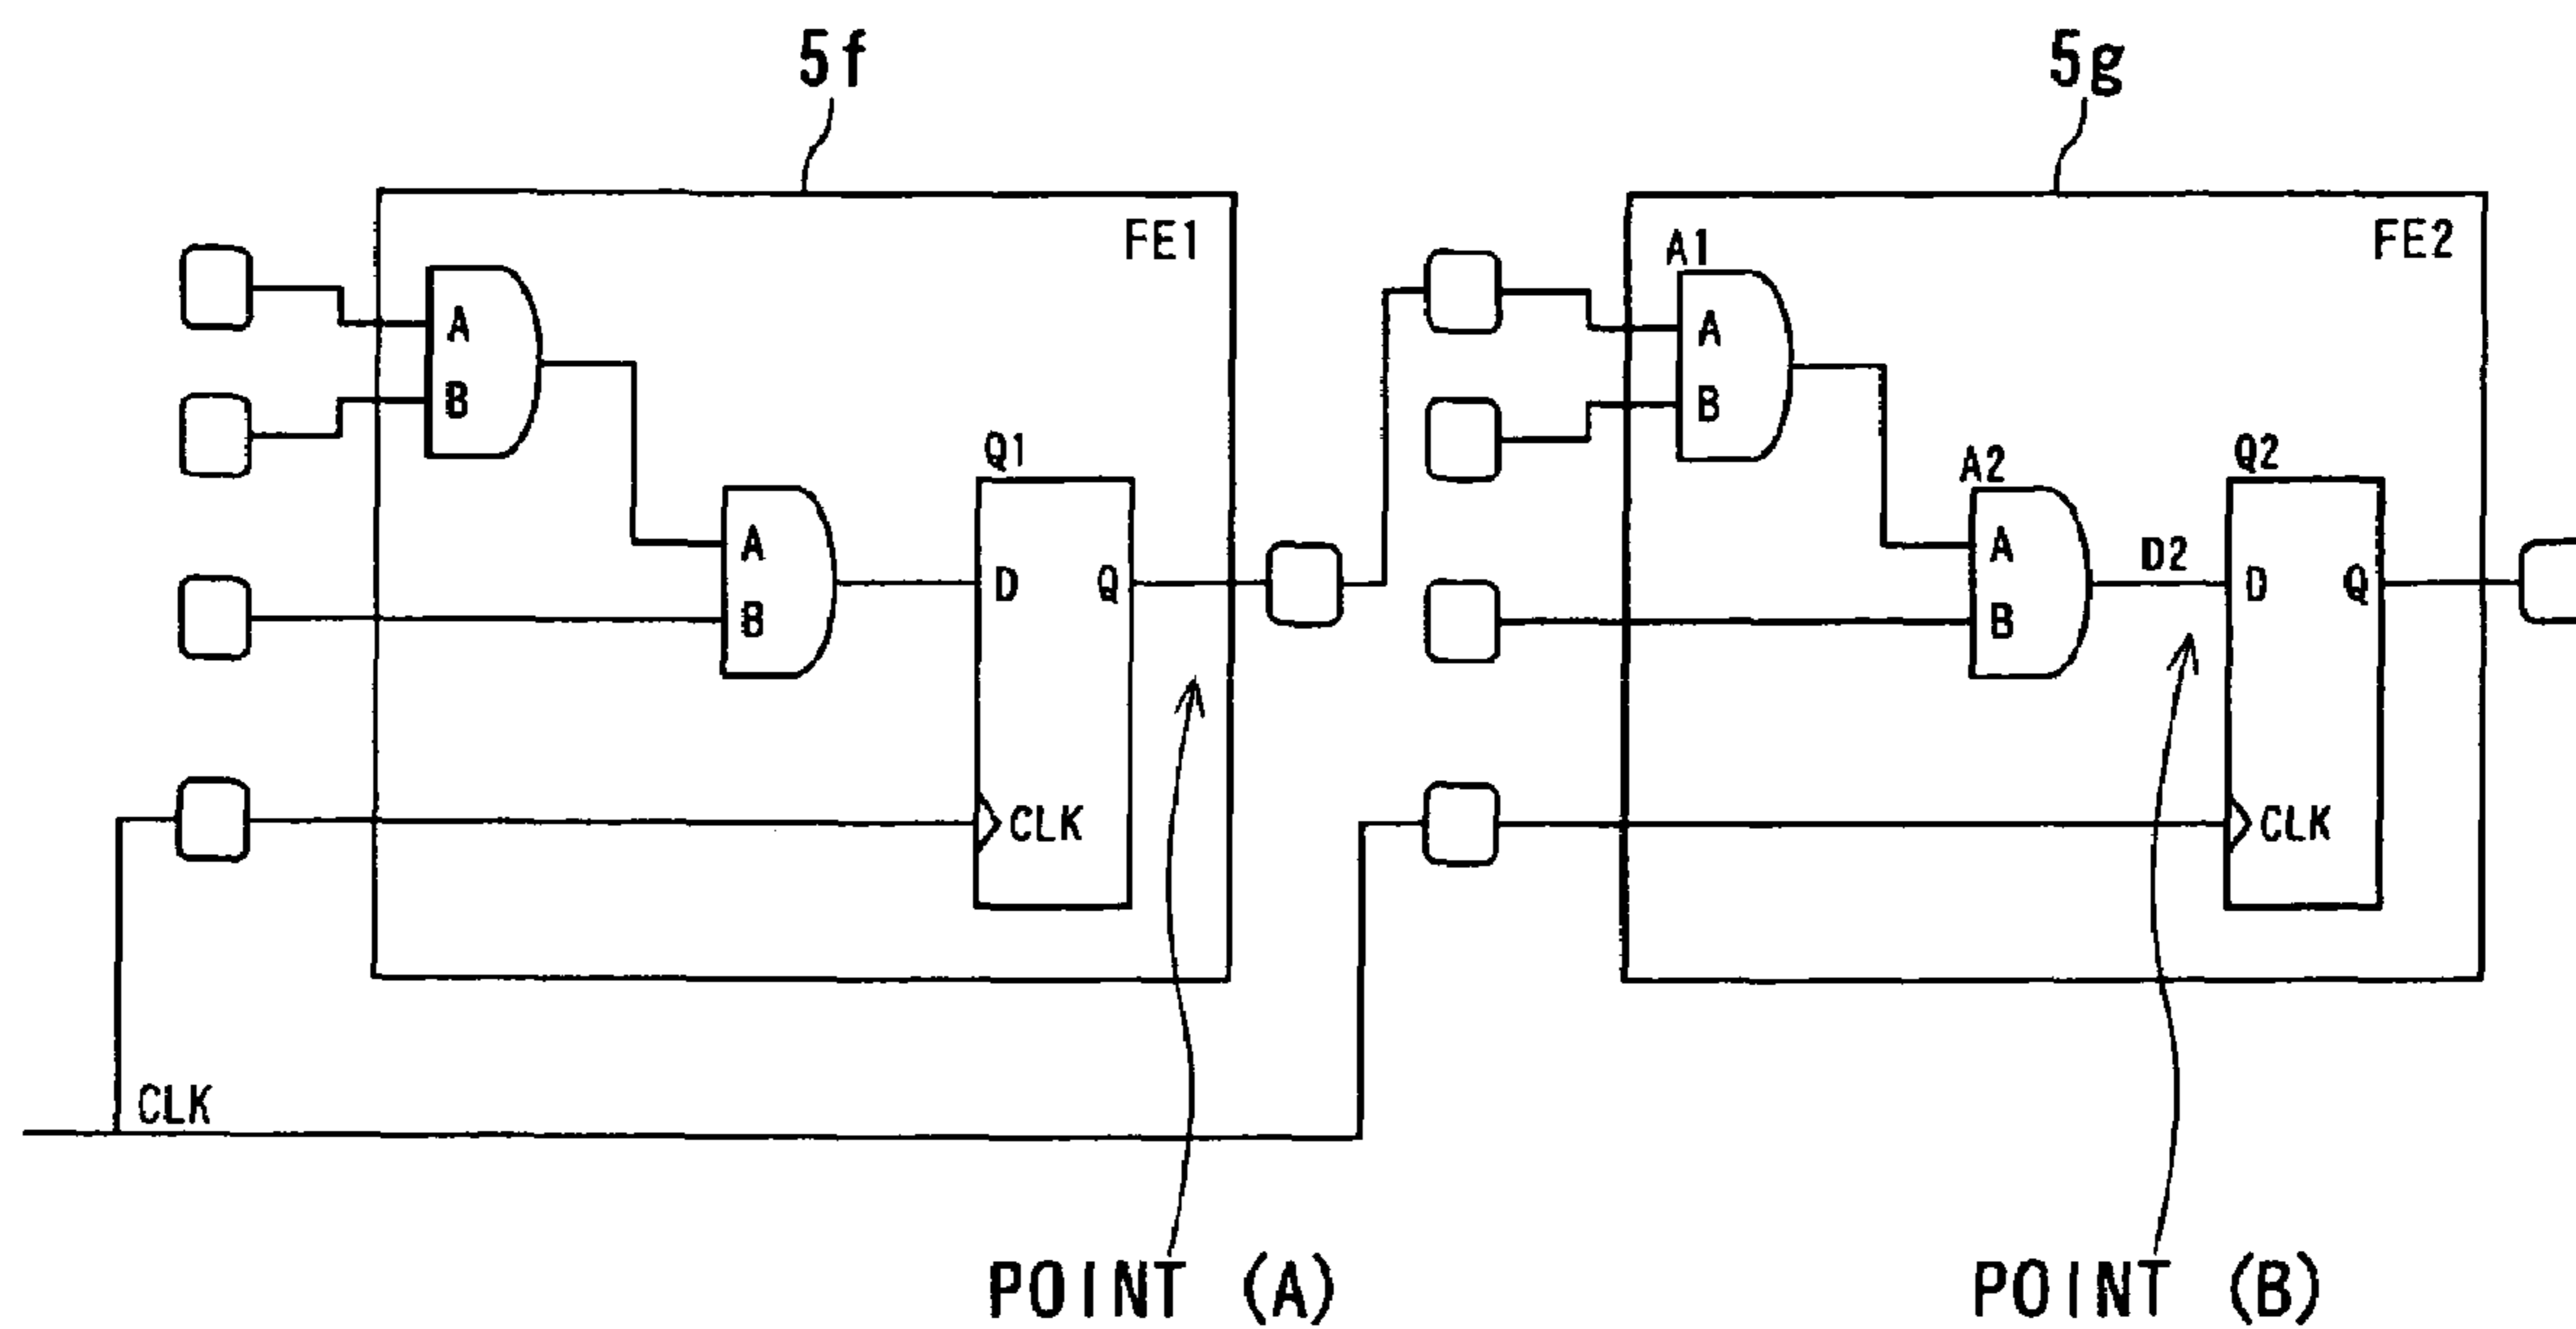 5f
5g
FE1
FE2
A1
A
B
A
B
Q1
A2
Q2
A
B
D
Q
A
B
D2
D
Q
CLK
CLK
CLK
POINT (A)
POINT (B)